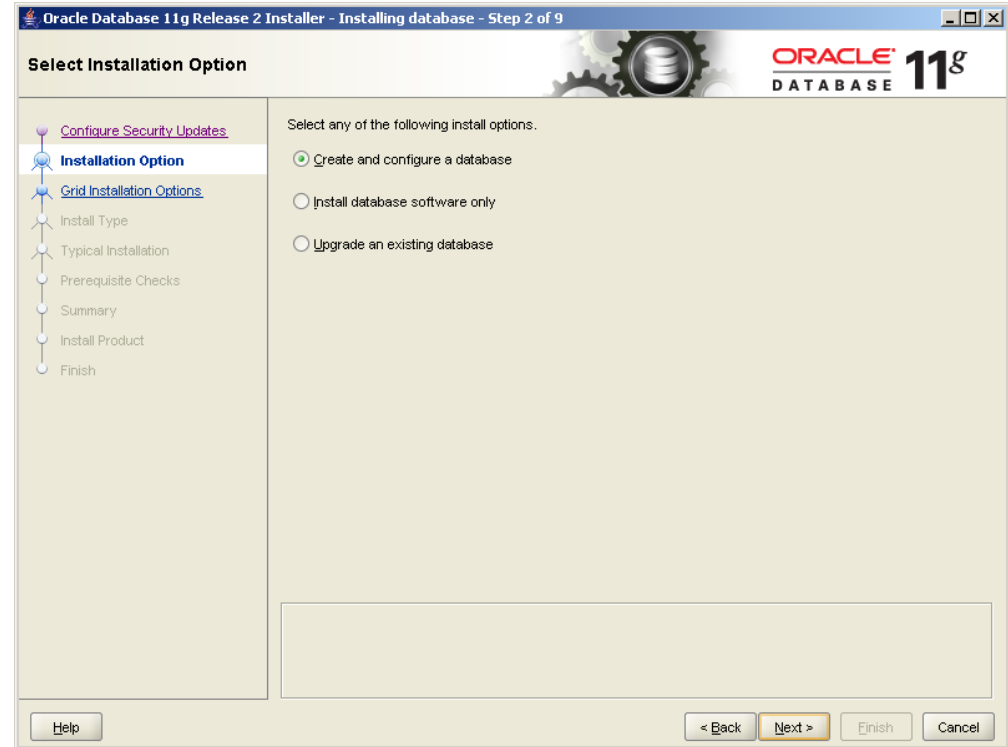 Oracle Database 11g Release 2 Installer - Installing database - Step 2 of 9
Select Installation Option
ORACLE DATABASE 11g
Configure Security Updates
Installation Option
Grid Installation Options
Install Type
Typical Installation
Prerequisite Checks
Summary
Install Product
Finish
Select any of the following install options.
Create and configure a database
Install database software only
Upgrade an existing database
Help
< Back
Next >
Finish
Cancel